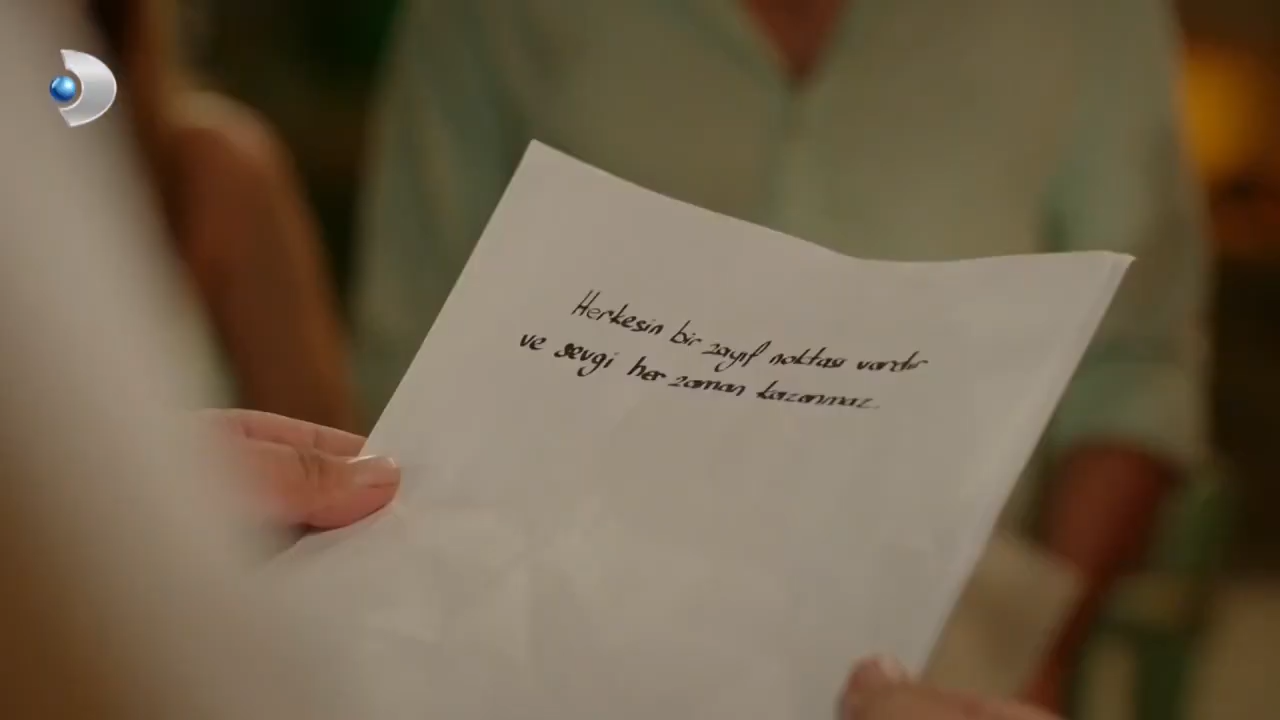 Herkesin bir zayıf noktası vardır
ve sevgi her zaman kazanmaz.